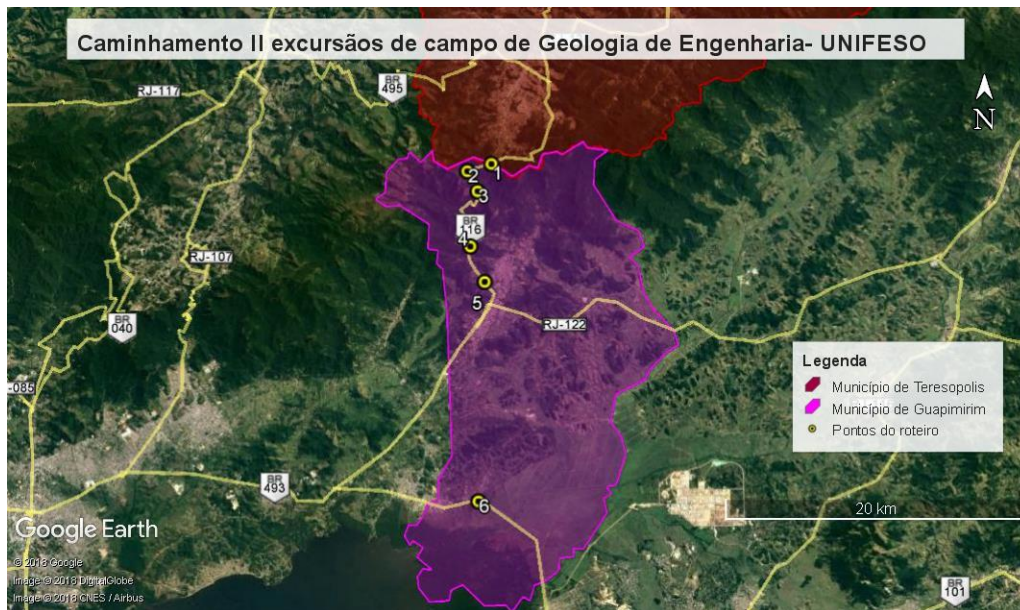 Caminhamento II excursãos de campo de Geologia de Engenharia- UNIFESO
BR
495
RJ-117
N
1
2
3
BR
116
4
RJ-107
5
BR
040
RJ-122
-085
Legenda
Município de Teresopolis
Município de Guapimirim
Pontos do roteiro
BR
493
6
20 km
Google Earth
© 2018 Google
Image © 2018 DigitalGlobe
Image © 2018 CNES / Airbus
BR
101